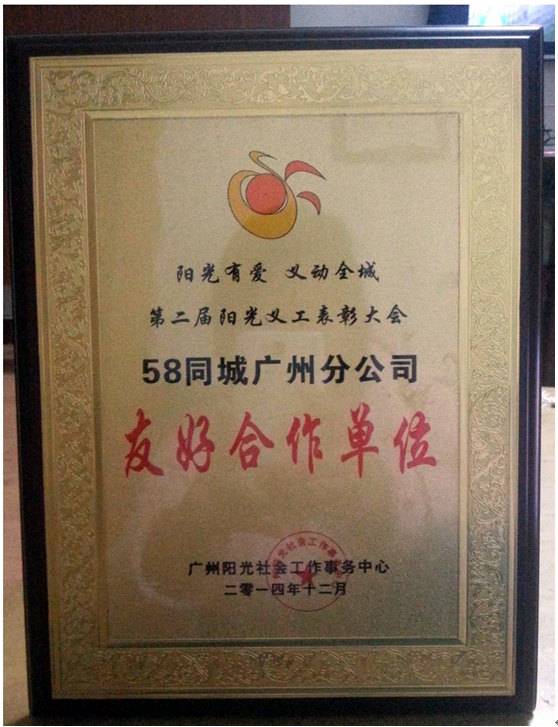 阳光有爱 义动全城
第二届阳光义工表彰大会
58同城广州分公司
友好合作单位
广州阳光社会工作事务中心
二零一四年十二月